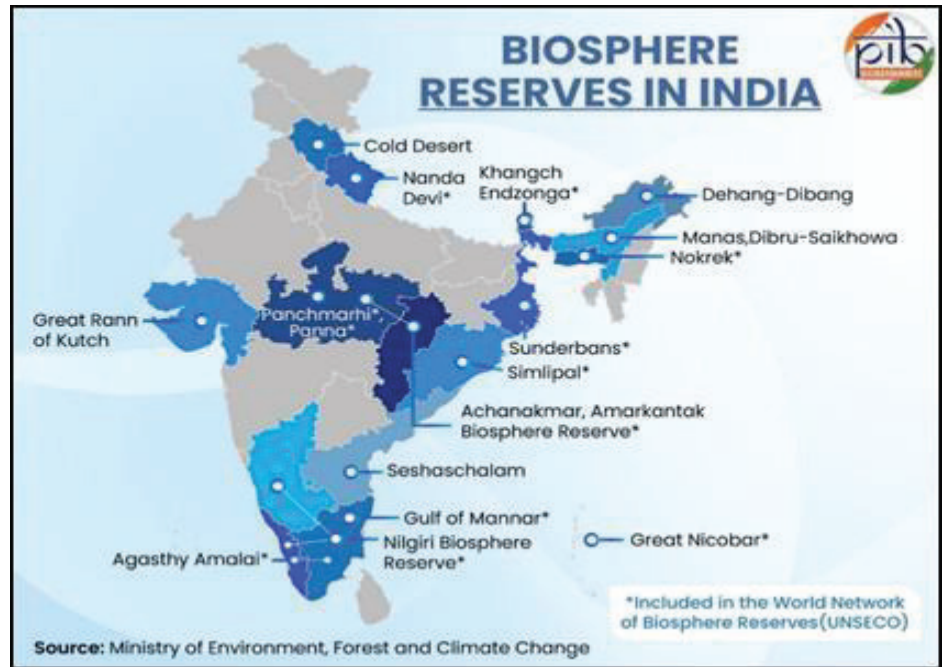 BIOSPHERE
RESERVES IN INDIA
pib
Cold Desert
Nanda
Devi*
Khangch
Endzonga*
Dehang-Dibang
Manas,Dibru-Saikhowa
Nokrek*
Great Rann
of Kutch
Panchmarhi*,
Panna*
Sunderbans*
Simlipal*
Achanakmar, Amarkantak
Biosphere Reserve*
Seshaschalam
Gulf of Mannar*
Nilgiri Biosphere
Reserve*
Agasthy Amalai*
Great Nicobar*
*Included in the World Network
of Biosphere Reserves(UNSECO)
Source: Ministry of Environment, Forest and Climate Change